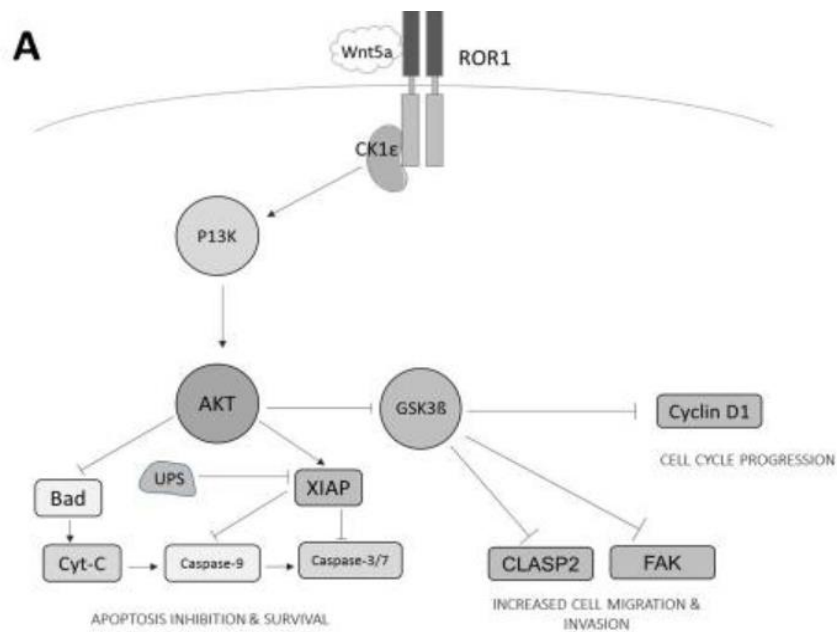 A
Wnt5a
ROR1
CK1ε
P13K
AKT
GSK3ß
Cyclin D1
CELL CYCLE PROGRESSION
UPS
XIAP
Bad
Cyt-C
Caspase-9
Caspase-3/7
CLASP2
FAK
APOPTOSIS INHIBITION & SURVIVAL
INCREASED CELL MIGRATION &
INVASION